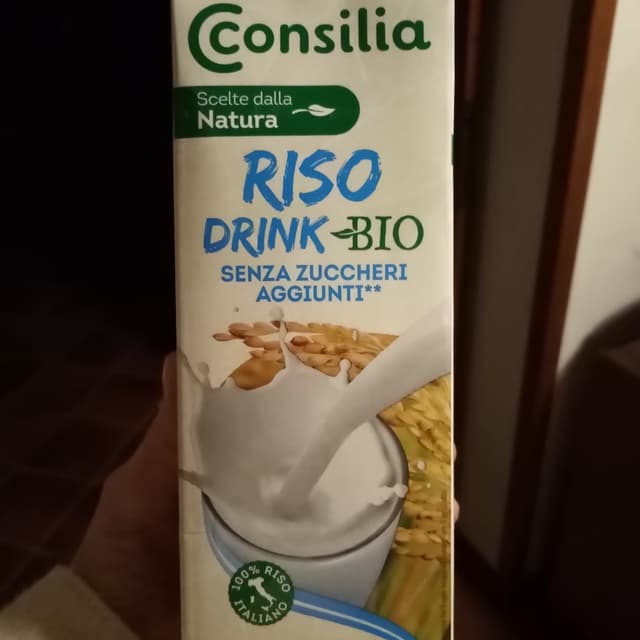 Consilia
Scelte dalla
Natura
RISO
DRINK BIO
SENZA ZUCCHERI
AGGIUNTI**
100% RISO
ITALIANO